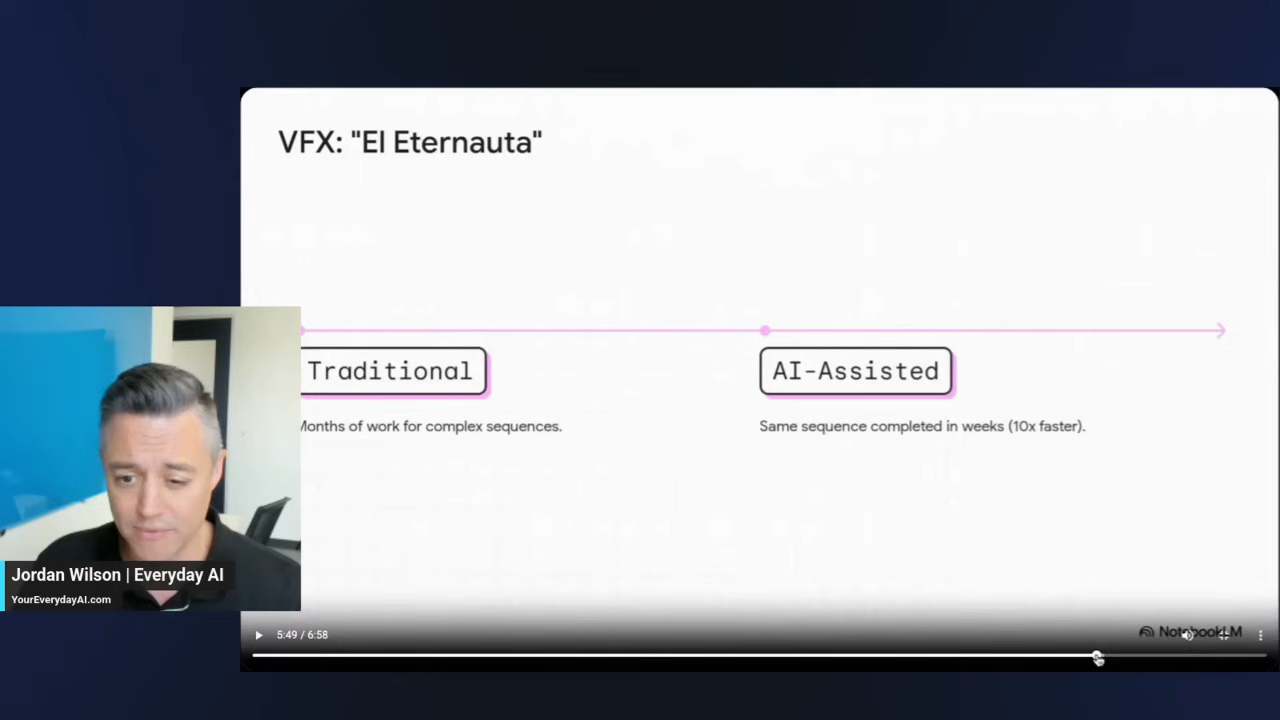 VFX: "El Eternauta"
Traditional
AI-Assisted
Months of work for complex sequences.
Same sequence completed in weeks (10x faster).
Jordan Wilson | Everyday AI
YourEverydayAI.com
5:49 / 6:58
NotebookLM